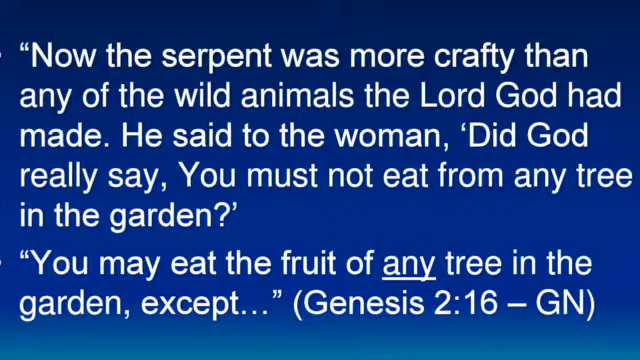 • “Now the serpent was more crafty than
any of the wild animals the Lord God had
made. He said to the woman, ‘Did God
really say, You must not eat from any tree
in the garden?’
• “You may eat the fruit of any tree in the
garden, except…” (Genesis 2:16 – GN)